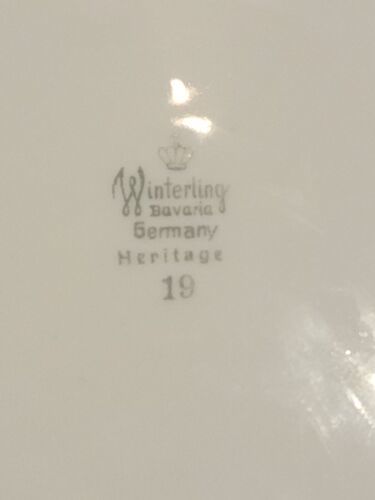 Winterling
Bavaria
Germany
Heritage
19